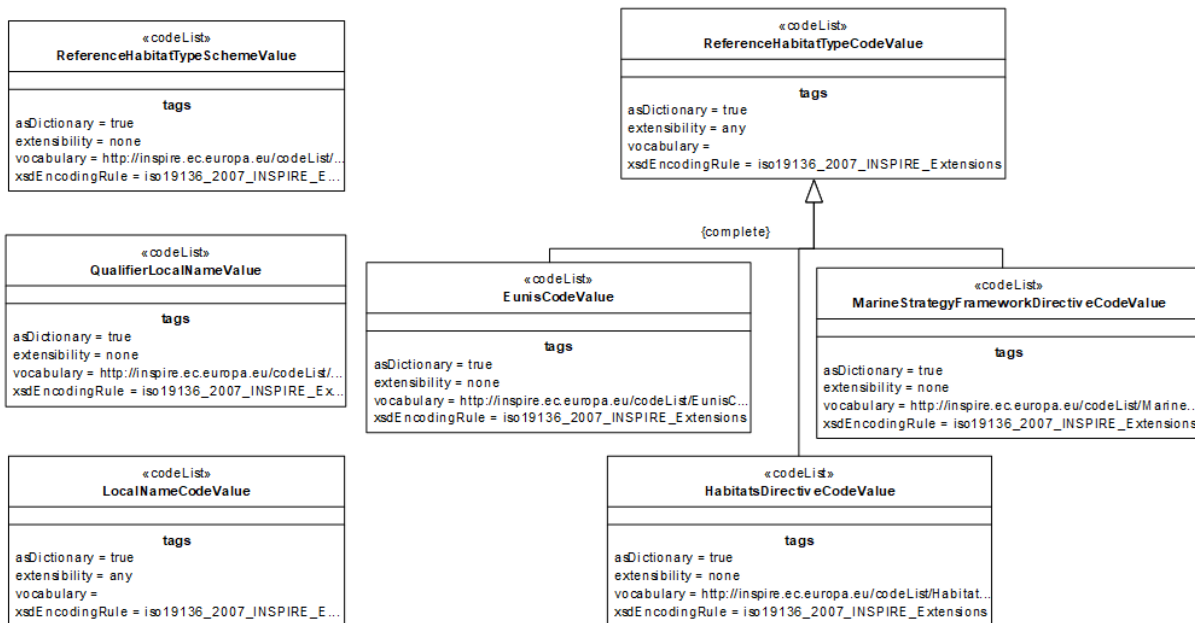 «codeList»
ReferenceHabitatTypeSchemeValue
tags
asDictionary = true
extensibility = none
vocabulary = http://inspire.ec.europa.eu/codeList/...
xsdEncodingRule = iso19136_2007_INSPIRE_E...
«codeList»
ReferenceHabitatTypeCodeValue
tags
asDictionary = true
extensibility = any
vocabulary =
xsdEncodingRule = iso19136_2007_INSPIRE_Extensions
{complete}
«codeList»
QualifierLocalNameValue
tags
asDictionary = true
extensibility = none
vocabulary = http://inspire.ec.europa.eu/codeList/...
xsdEncodingRule = iso19136_2007_INSPIRE_Ex...
«codeList»
EunisCodeValue
tags
asDictionary = true
extensibility = none
vocabulary = http://inspire.ec.europa.eu/codeList/EunisC...
xsdEncodingRule = iso19136_2007_INSPIRE_Extensions
«codeList»
MarineStrategyFrameworkDirectiveCodeValue
tags
asDictionary = true
extensibility = none
vocabulary = http://inspire.ec.europa.eu/codeList/Marine...
xsdEncodingRule = iso19136_2007_INSPIRE_Extensions
«codeList»
LocalNameCodeValue
tags
asDictionary = true
extensibility = any
vocabulary =
xsdEncodingRule = iso19136_2007_INSPIRE_E...
«codeList»
HabitatsDirectiveCodeValue
tags
asDictionary = true
extensibility = none
vocabulary = http://inspire.ec.europa.eu/codeList/Habitat...
xsdEncodingRule = iso19136_2007_INSPIRE_Extensions